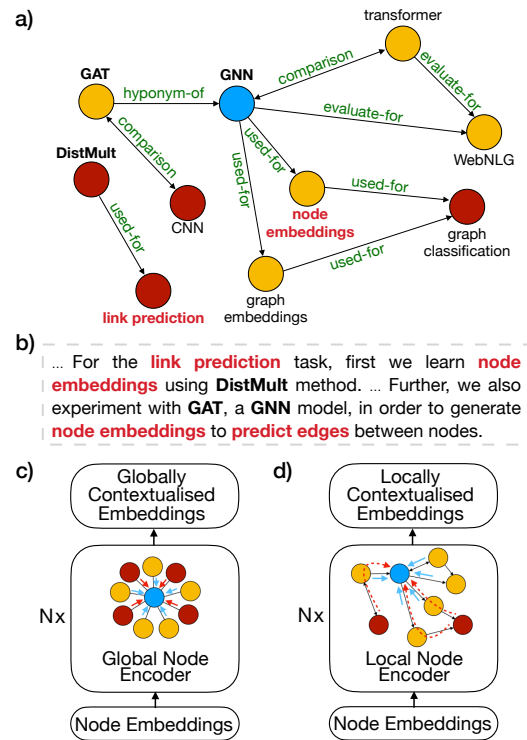 a)
transformer
GAT
GNN
comparison
hyponym-of
evaluate-for
evaluate-for
WebNLG
comparison
DistMult
used-for
used-for
CNN
node
embeddings
used-for
graph
classification
used-for
link prediction
used-for
graph
embeddings
b)
... For the link prediction task, first we learn node
embeddings using DistMult method. ... Further, we also
experiment with GAT, a GNN model, in order to generate
node embeddings to predict edges between nodes.
c)
Globally
Contextualised
Embeddings
Nx
Global Node
Encoder
Node Embeddings
d)
Locally
Contextualised
Embeddings
Nx
Local Node
Encoder
Node Embeddings